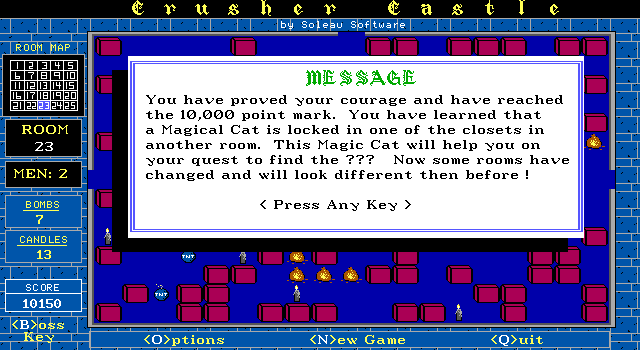 Crusher Castle
by Soleau Software
ROOM MAP
1 2 3 4 5
6 7 8 9 10
11 12 13 14 15
16 17 18 19 20
21 22 23 24 25
ROOM
23
MEN: 2
BOMBS
7
CANDLES
13
SCORE
10150
<B>oss
Key
MESSAGE
You have proved your courage and have reached
the 10,000 point mark. You have learned that
a Magical Cat is locked in one of the closets in
another room. This Magic Cat will help you on
your quest to find the ??? Now some rooms have
changed and will look different then before !
< Press Any Key >
TNT
TNT
<O>ptions
<N>ew Game
<Q>uit